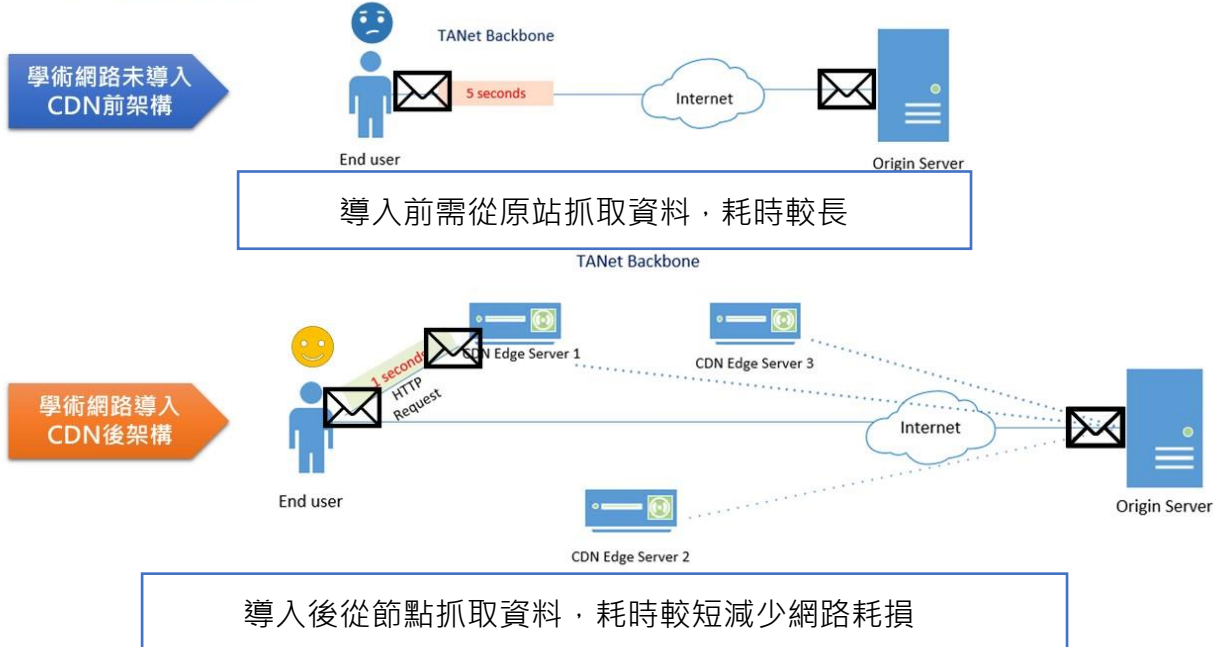 學術網路未導入
CDN前架構
TANet Backbone
5 seconds
Internet
End user
Origin Server
導入前需從原站抓取資料，耗時較長
TANet Backbone
學術網路導入
CDN後架構
1 seconds
HTTP
Request
CDN Edge Server 1
CDN Edge Server 3
Internet
End user
Origin Server
CDN Edge Server 2
導入後從節點抓取資料，耗時較短減少網路耗損